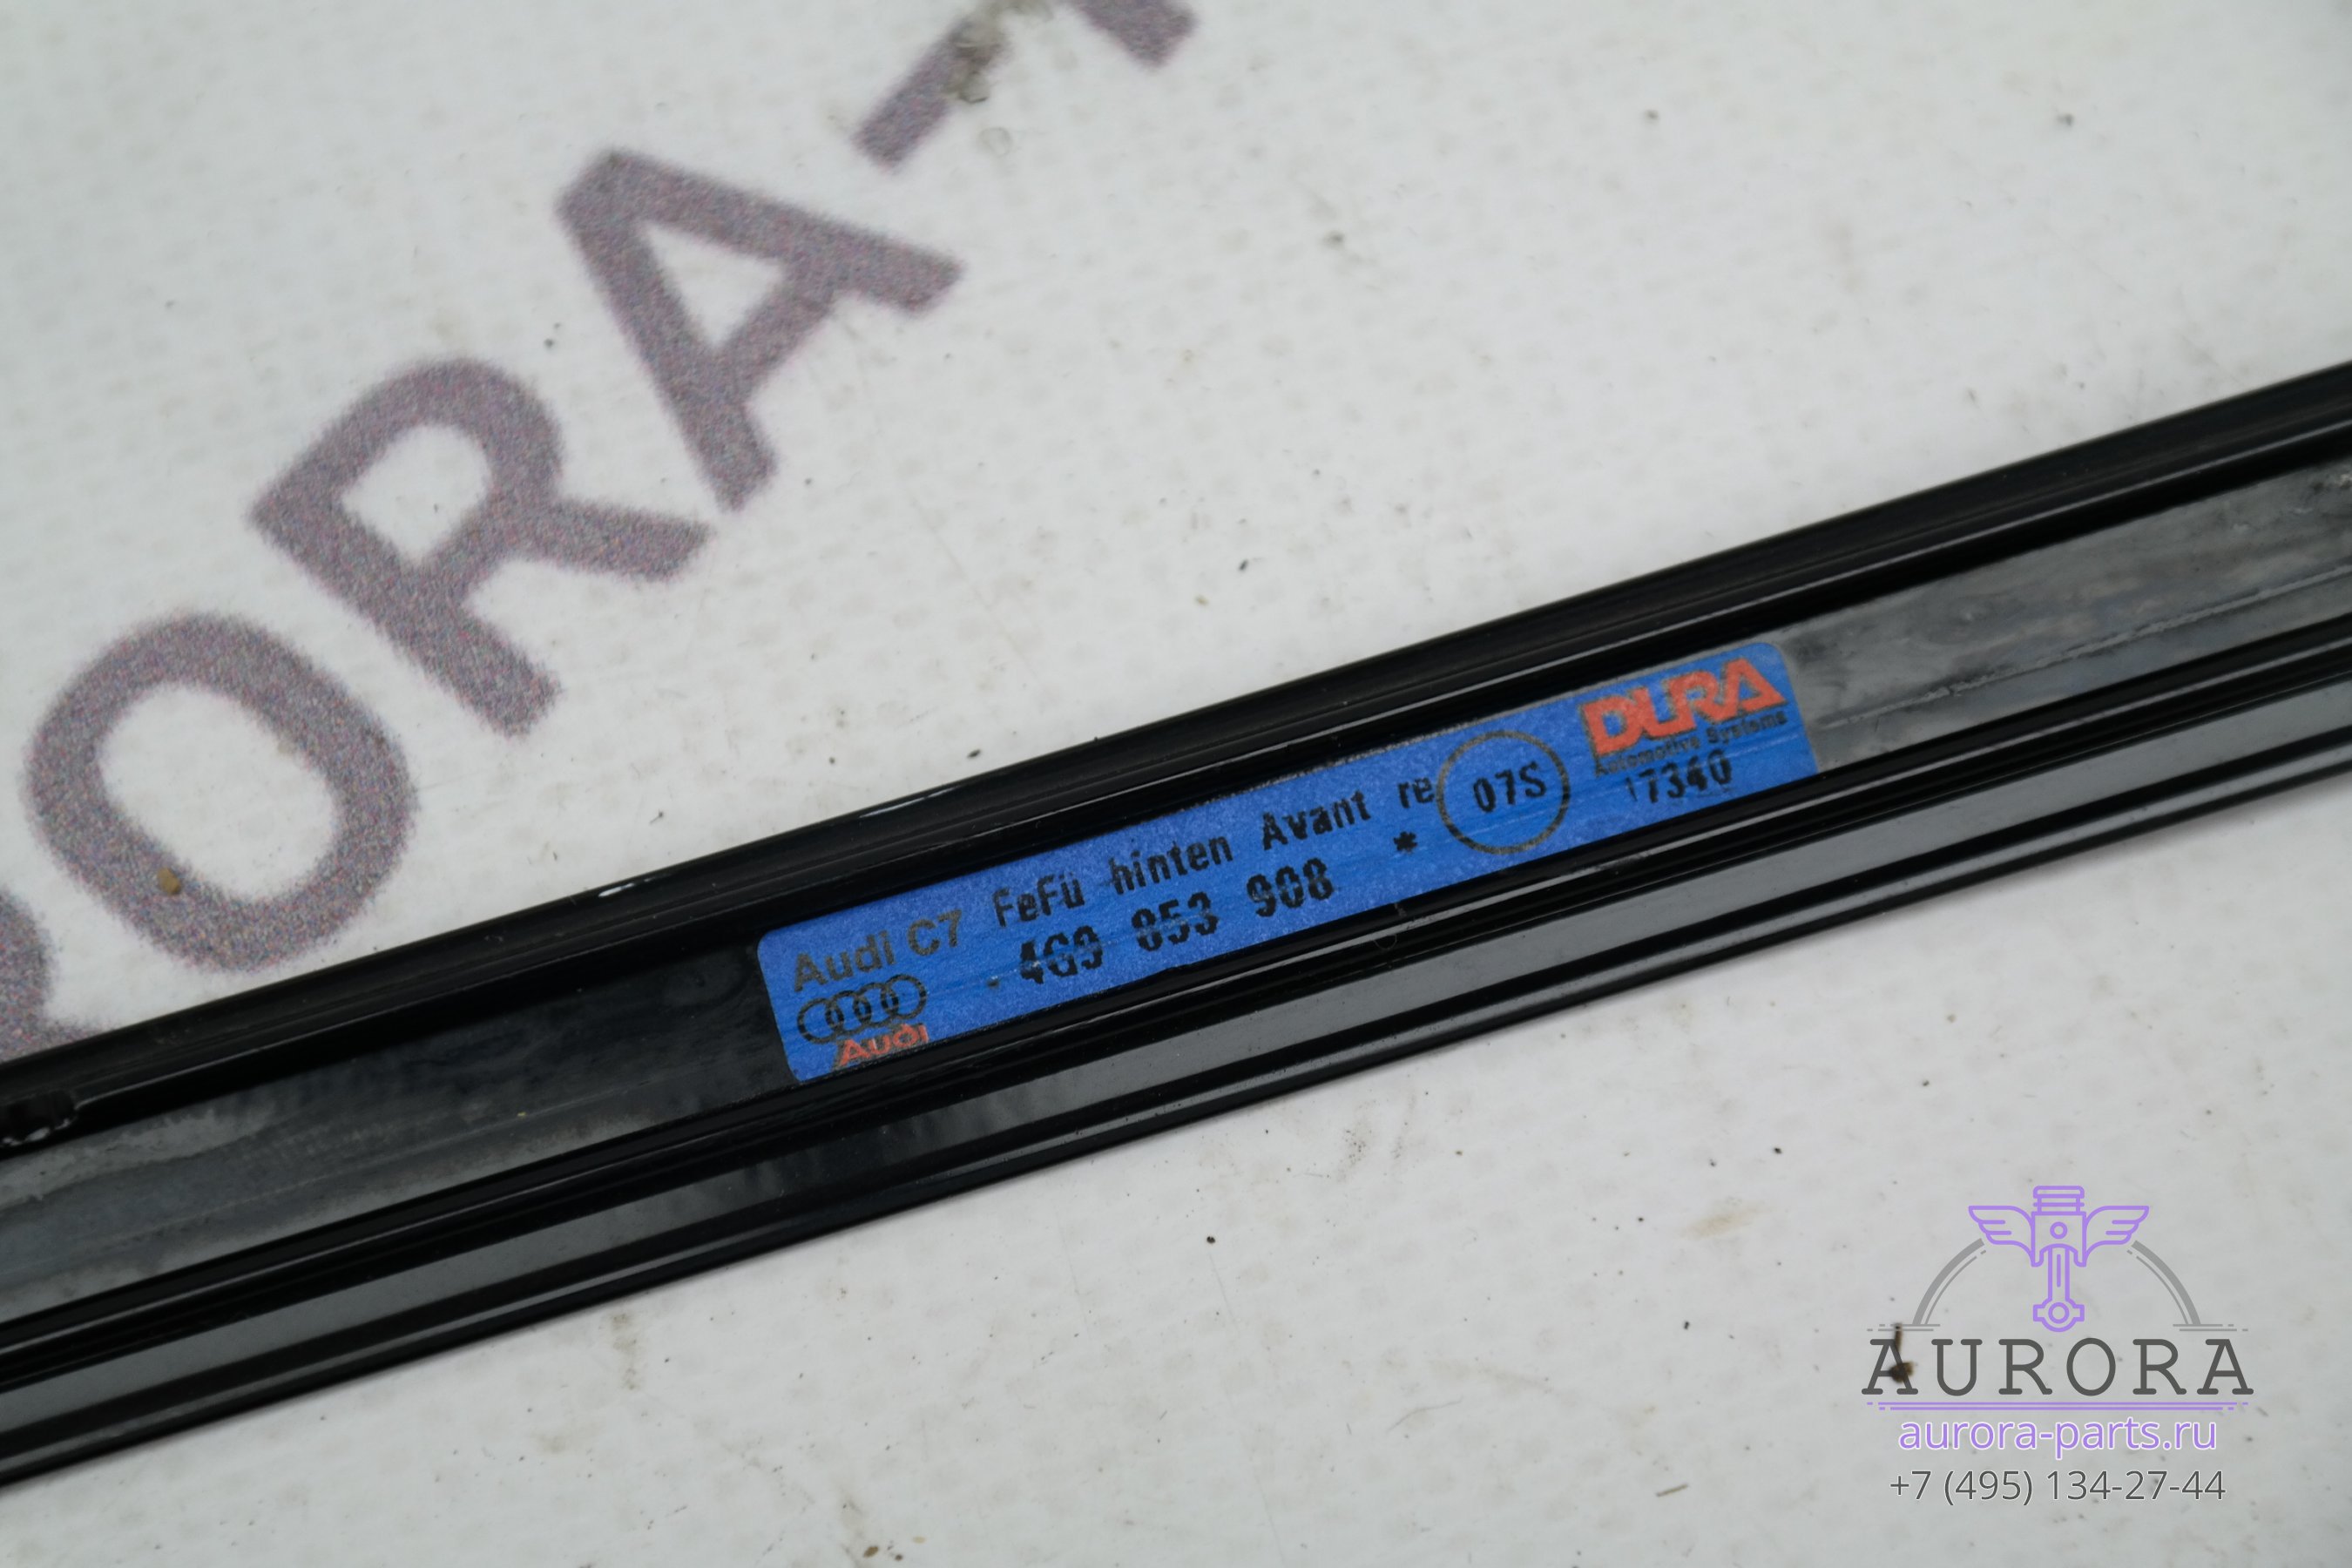 RORA-
Audi C7 FeFü hinten Avant re
4G9 853 908 *
07S
DURA
Automotive Systems
17340
Audi
AURORA
aurora-parts.ru
+7 (495) 134-27-44